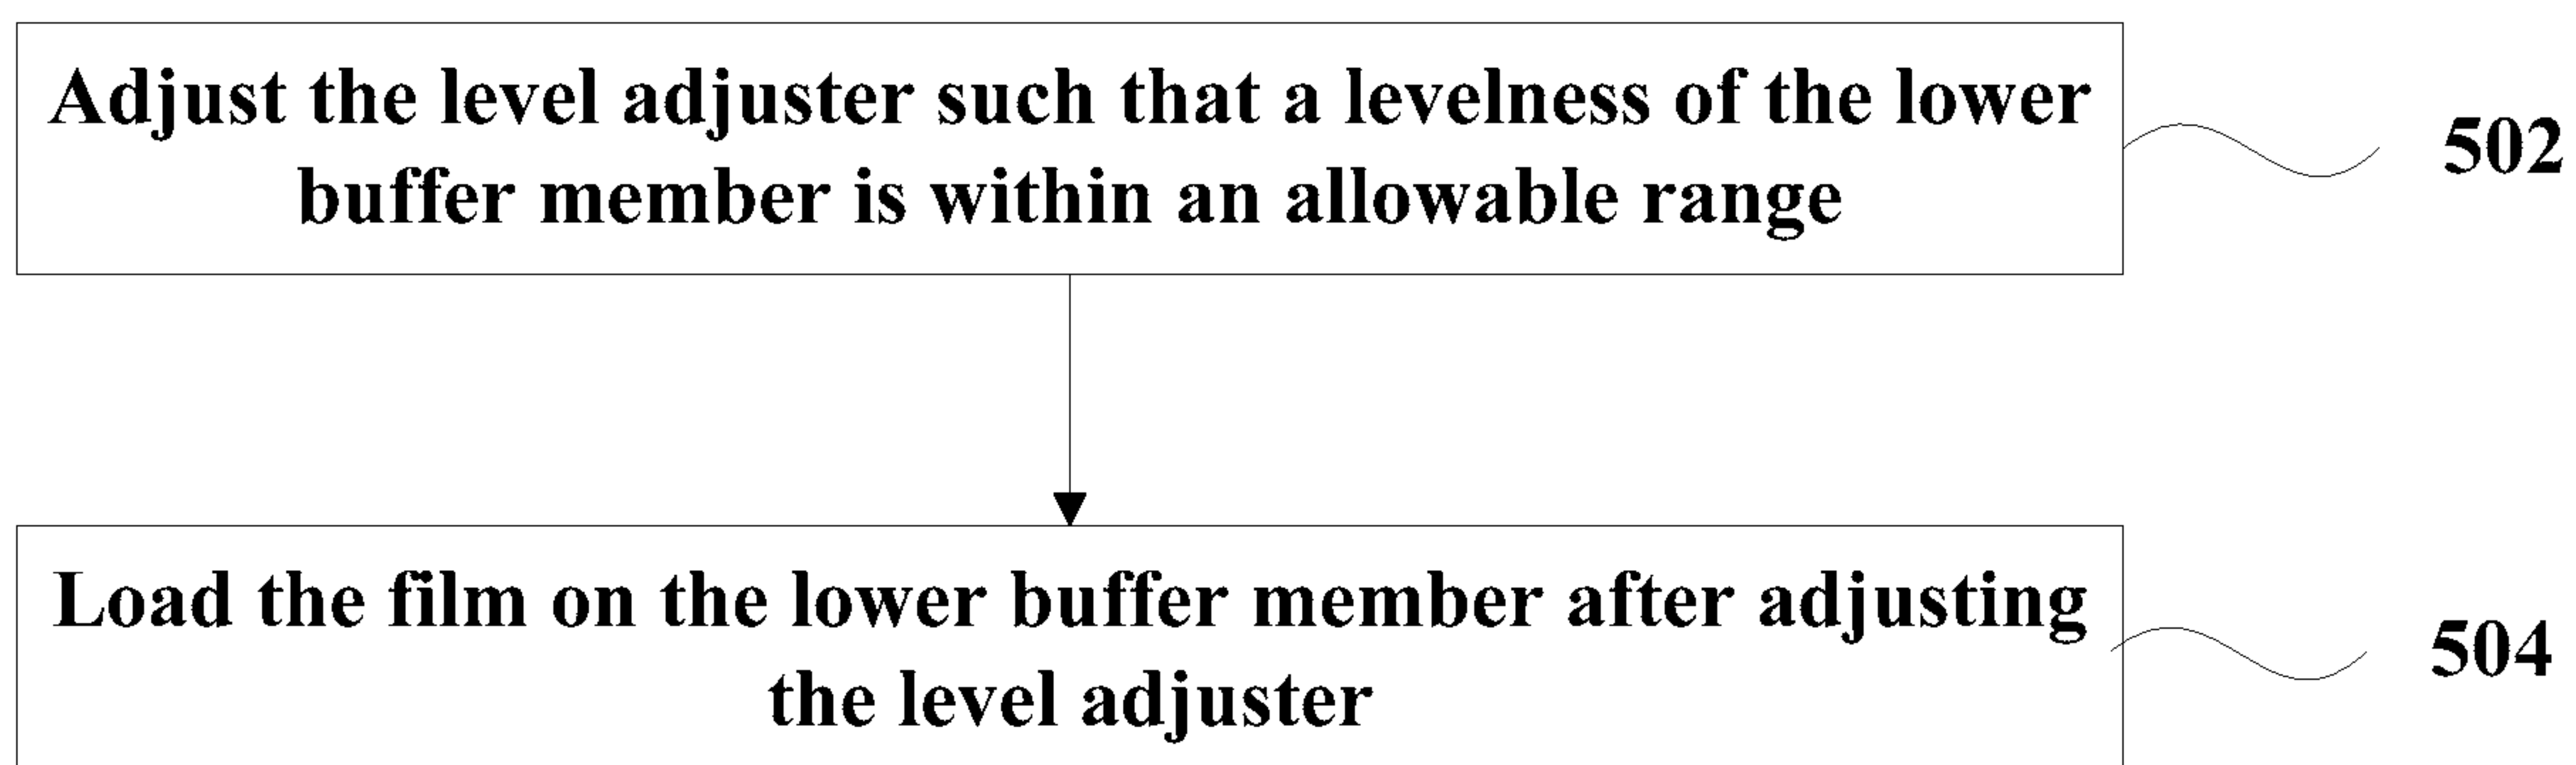 Adjust the level adjuster such that a levelness of the lower
buffer member is within an allowable range
502
Load the film on the lower buffer member after adjusting
the level adjuster
504